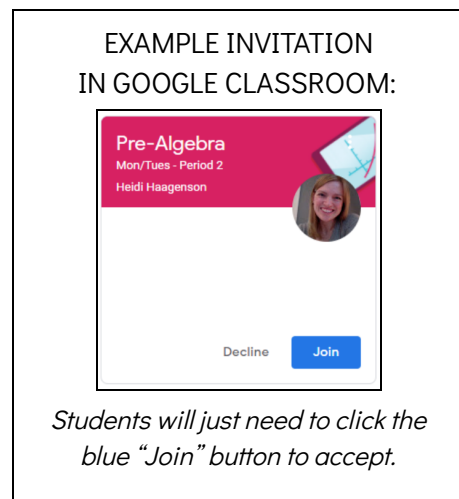 EXAMPLE INVITATION
IN GOOGLE CLASSROOM:
Pre-Algebra
Mon/Tues - Period 2
Heidi Haagenson
Decline
Join
Students will just need to click the
blue “Join” button to accept.